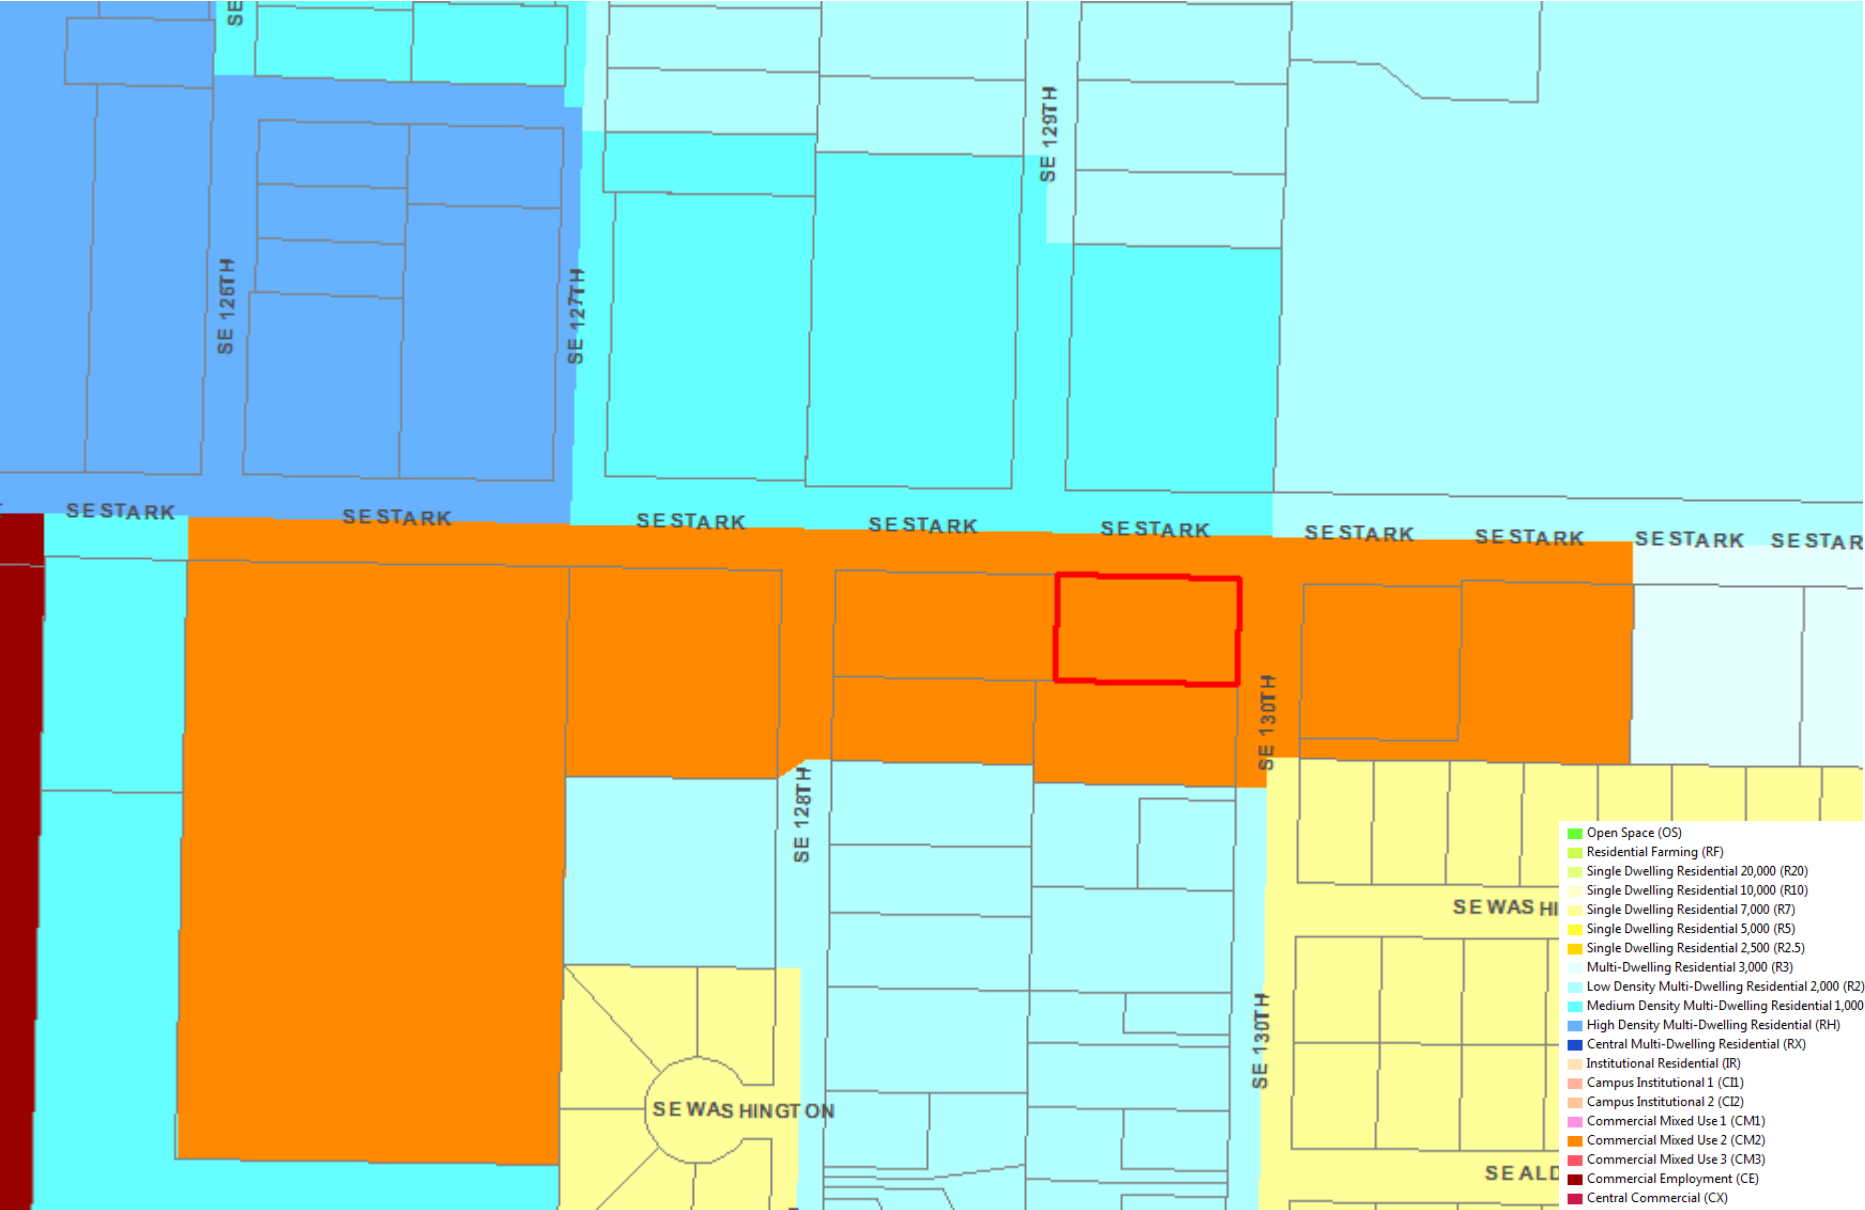 SE
SE 129TH
SE 126TH
SE 127TH
SE STARK
SE STARK
SE STARK
SE STARK
SE STARK
SE STARK
SE STARK
SE STARK
SE STAR
SE 130TH
SE 128TH
SE WASHI
SE 130TH
SE WASHINGTON
SE ALD
Open Space (OS)
Residential Farming (RF)
Single Dwelling Residential 20,000 (R20)
Single Dwelling Residential 10,000 (R10)
Single Dwelling Residential 7,000 (R7)
Single Dwelling Residential 5,000 (R5)
Single Dwelling Residential 2,500 (R2.5)
Multi-Dwelling Residential 3,000 (R3)
Low Density Multi-Dwelling Residential 2,000 (R2)
Medium Density Multi-Dwelling Residential 1,000
High Density Multi-Dwelling Residential (RH)
Central Multi-Dwelling Residential (RX)
Institutional Residential (IR)
Campus Institutional 1 (CI1)
Campus Institutional 2 (CI2)
Commercial Mixed Use 1 (CM1)
Commercial Mixed Use 2 (CM2)
Commercial Mixed Use 3 (CM3)
Commercial Employment (CE)
Central Commercial (CX)